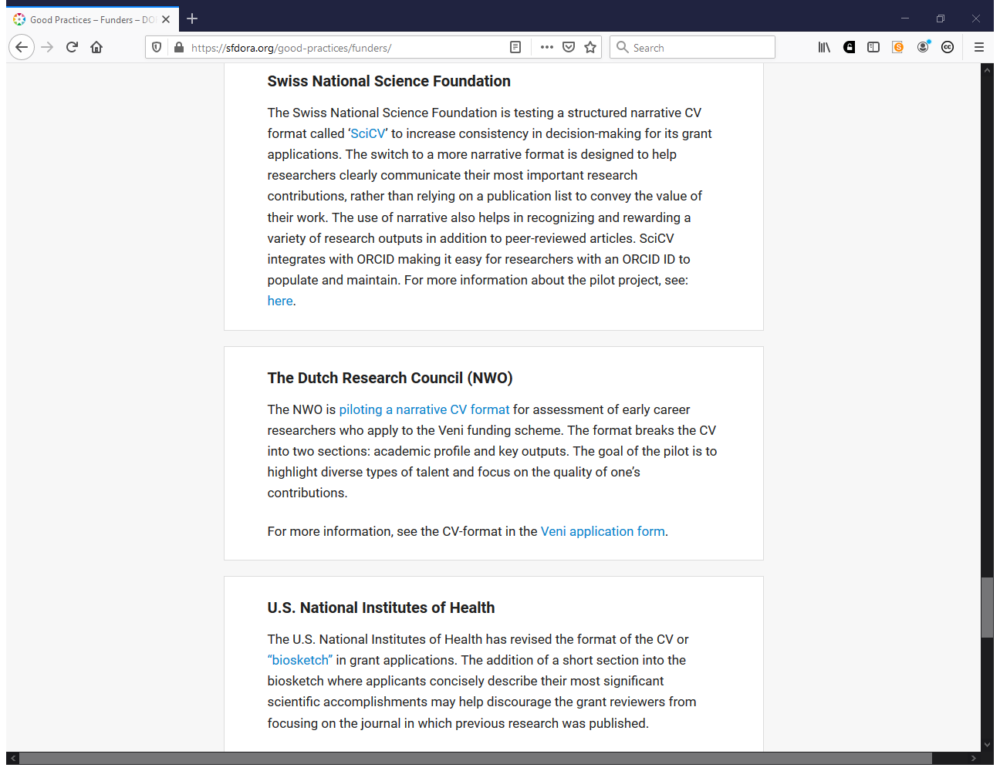 Good Practices – Funders – DO
https://sfdora.org/good-practices/funders/
Search
Swiss National Science Foundation
The Swiss National Science Foundation is testing a structured narrative CV
format called ‘SciCV’ to increase consistency in decision-making for its grant
applications. The switch to a more narrative format is designed to help
researchers clearly communicate their most important research
contributions, rather than relying on a publication list to convey the value of
their work. The use of narrative also helps in recognizing and rewarding a
variety of research outputs in addition to peer-reviewed articles. SciCV
integrates with ORCID making it easy for researchers with an ORCID ID to
populate and maintain. For more information about the pilot project, see:
here.
The Dutch Research Council (NWO)
The NWO is piloting a narrative CV format for assessment of early career
researchers who apply to the Veni funding scheme. The format breaks the CV
into two sections: academic profile and key outputs. The goal of the pilot is to
highlight diverse types of talent and focus on the quality of one’s
contributions.
For more information, see the CV-format in the Veni application form.
U.S. National Institutes of Health
The U.S. National Institutes of Health has revised the format of the CV or
“biosketch” in grant applications. The addition of a short section into the
biosketch where applicants concisely describe their most significant
scientific accomplishments may help discourage the grant reviewers from
focusing on the journal in which previous research was published.